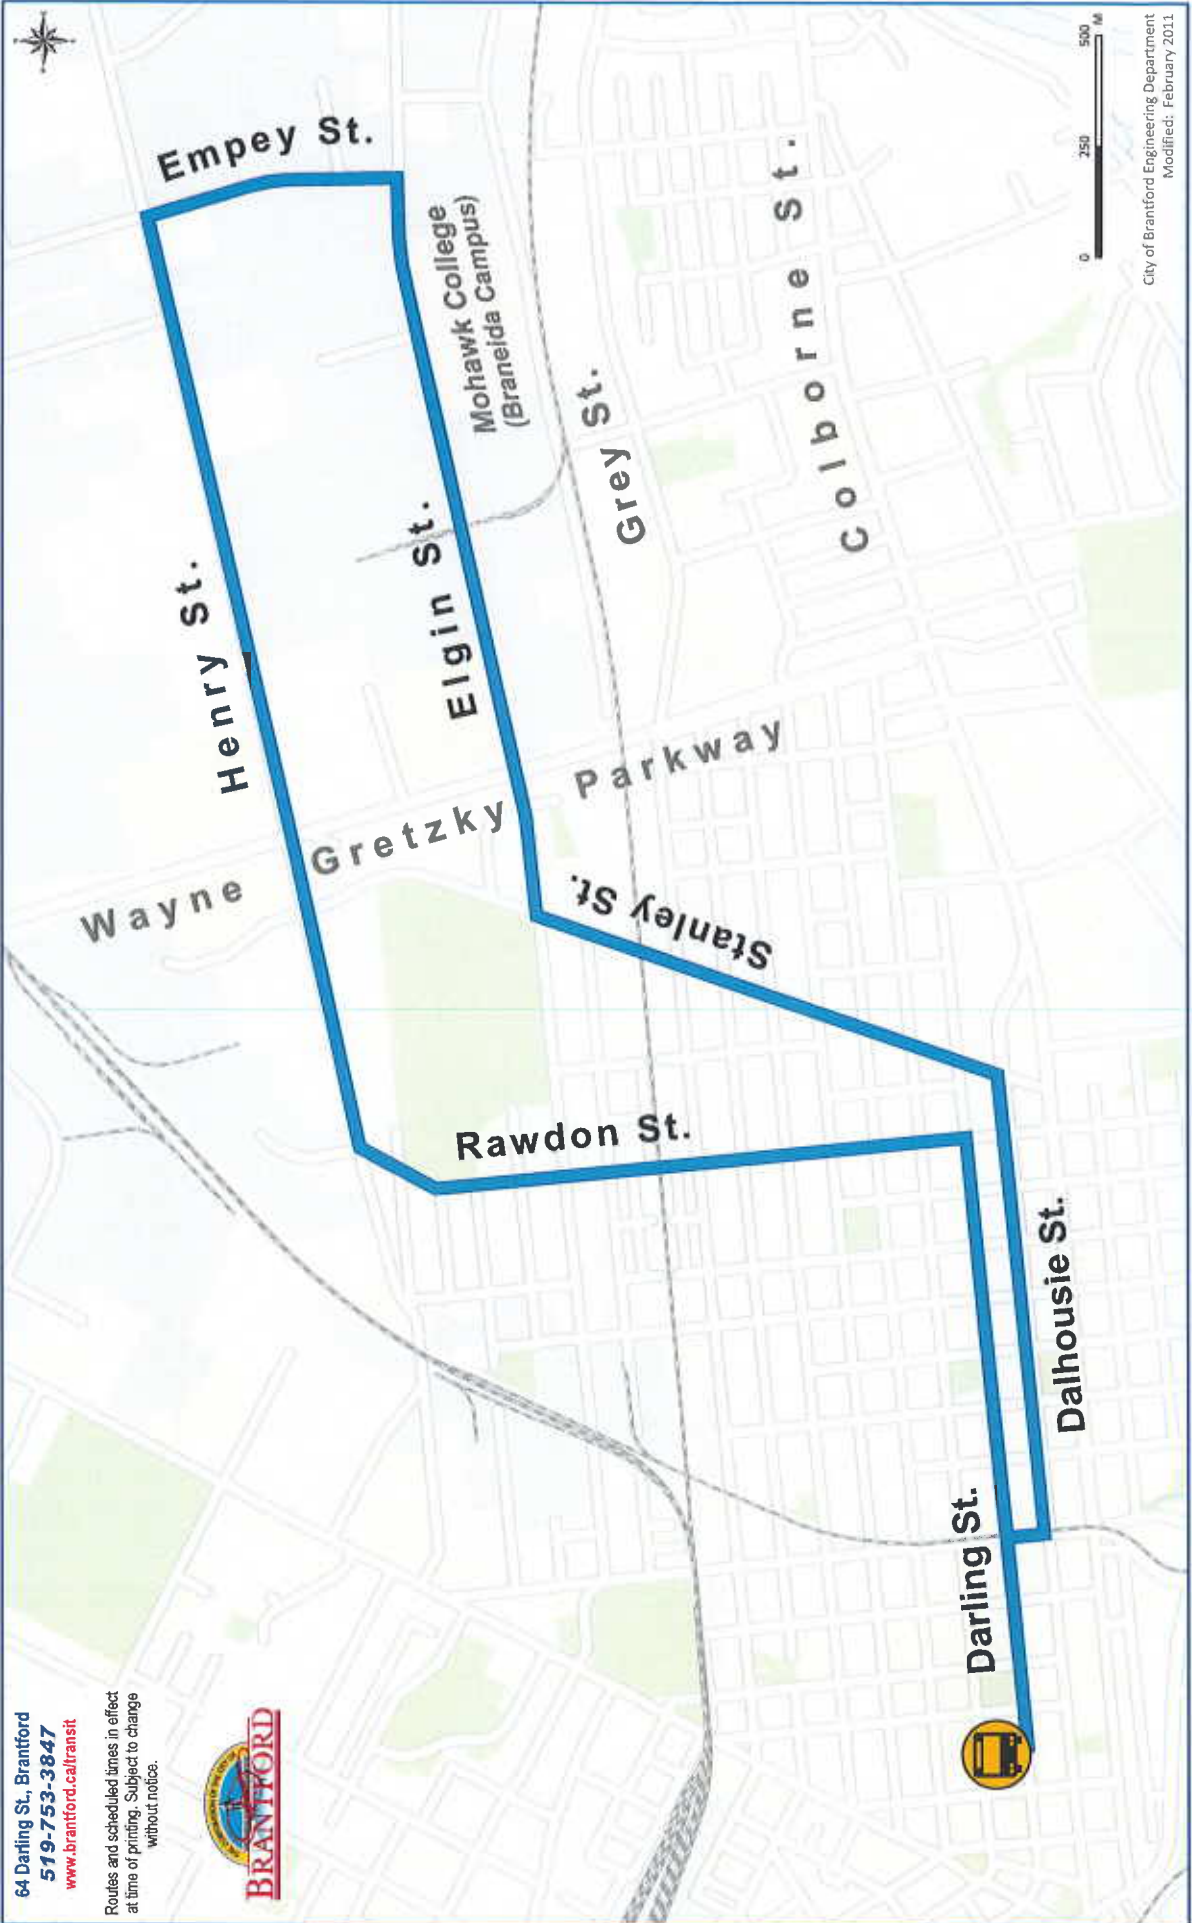 64 Darling St., Brantford
519-753-3847
www.brantford.ca/transit
Routes and scheduled times in effect
at time of printing. Subject to change
without notice.
BRANTFORD
Empey St.
Henry St.
Elgin St.
Mohawk College
(Braneida Campus)
Grey St.
Colborne St.
Wayne Gretzky Parkway
Stanley St.
Rawdon St.
Dalhousie St.
Darling St.
0 250 500 M
City of Brantford Engineering Department
Modified: February 2011